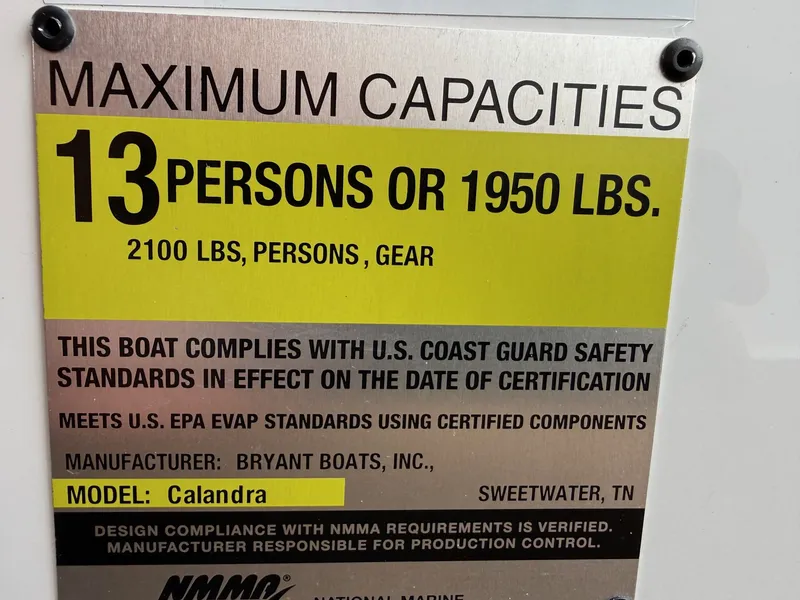 MAXIMUM CAPACITIES
13 PERSONS OR 1950 LBS.
2100 LBS, PERSONS, GEAR
THIS BOAT COMPLIES WITH U.S. COAST GUARD SAFETY
STANDARDS IN EFFECT ON THE DATE OF CERTIFICATION
MEETS U.S. EPA EVAP STANDARDS USING CERTIFIED COMPONENTS
MANUFACTURER: BRYANT BOATS, INC.,
MODEL: Calandra SWEETWATER, TN
DESIGN COMPLIANCE WITH NMMA REQUIREMENTS IS VERIFIED.
MANUFACTURER RESPONSIBLE FOR PRODUCTION CONTROL.
NMMA® NATIONAL MARINE